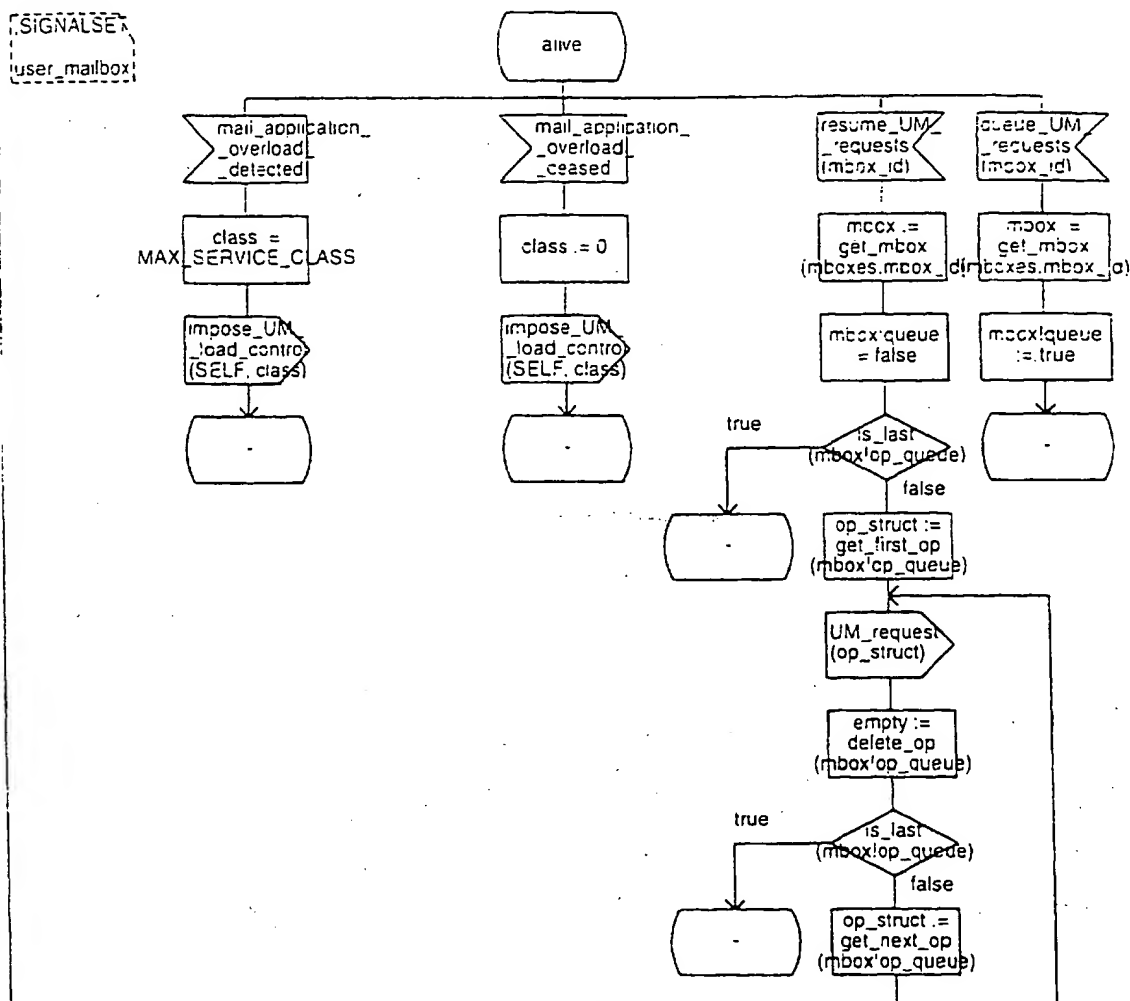 SIGNALSET
user_mailbox
alive
mail_application_
_overload_
_detected
mail_application_
_overload_
_ceased
resume_UM_
_requests
(mbox_id)
queue_UM_
_requests
(mbox_id)
class =
MAX_SERVICE_CLASS
class := 0
mbox :=
get_mbox
(mboxes,mbox_id)
mbox =
get_mbox
(mboxes,mbox_id)
impose_UM_
_load_control
(SELF, class)
impose_UM_
_load_control
(SELF, class)
mbox!queue
= false
mbox!queue
:= true
-
-
true
is_last
(mbox!op_queue)
-
false
-
op_struct :=
get_first_op
(mbox!op_queue)
UM_request
(op_struct)
empty :=
delete_op
(mbox!op_queue)
true
is_last
(mbox!op_queue)
false
-
op_struct :=
get_next_op
(mbox!op_queue)